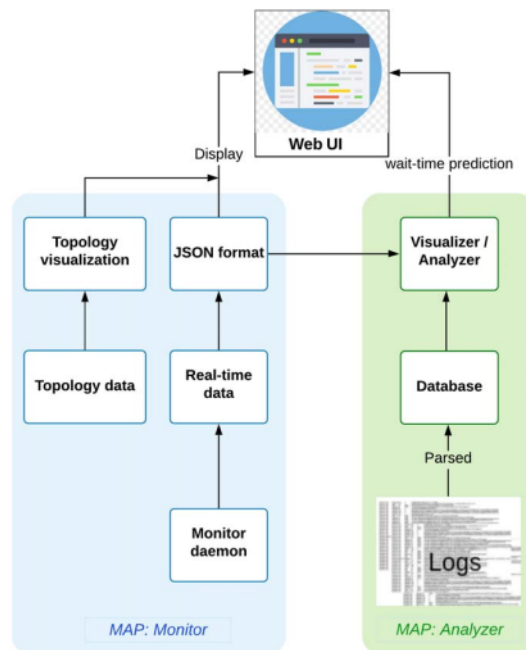 Web UI
Display
wait-time prediction
Topology
visualization
JSON format
Visualizer /
Analyzer
Topology data
Real-time
data
Database
Parsed
Monitor
daemon
Logs
MAP: Monitor
MAP: Analyzer